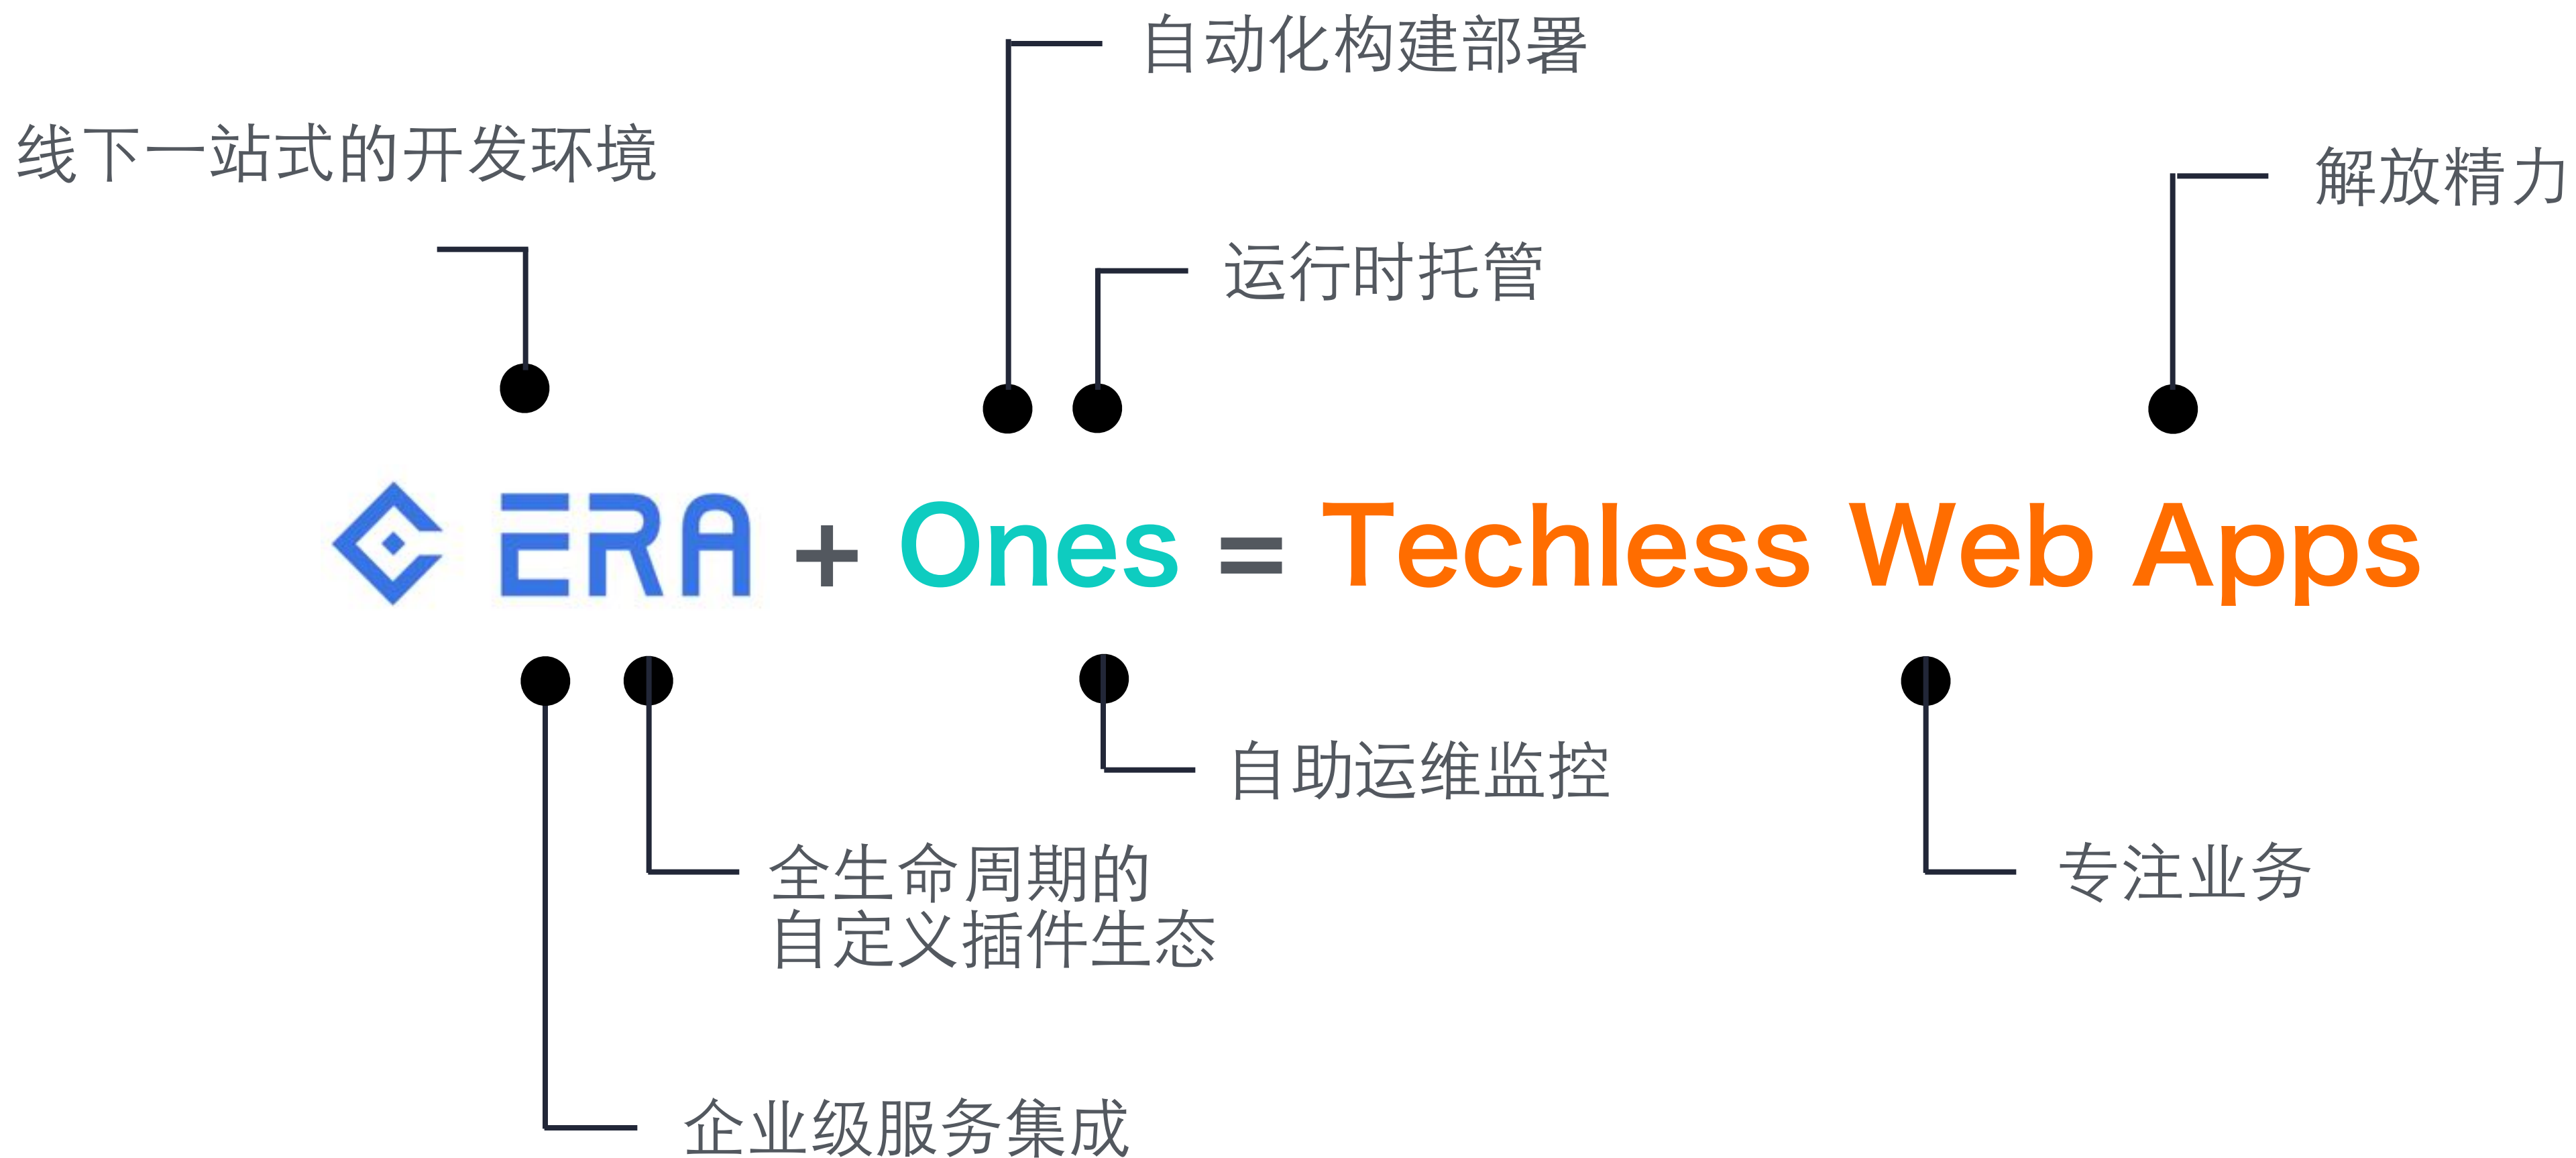 自动化构建部署
线下一站式的开发环境
解放精力
运行时托管
ERA + Ones = Techless Web Apps
自助运维监控
全生命周期的
自定义插件生态
专注业务
企业级服务集成